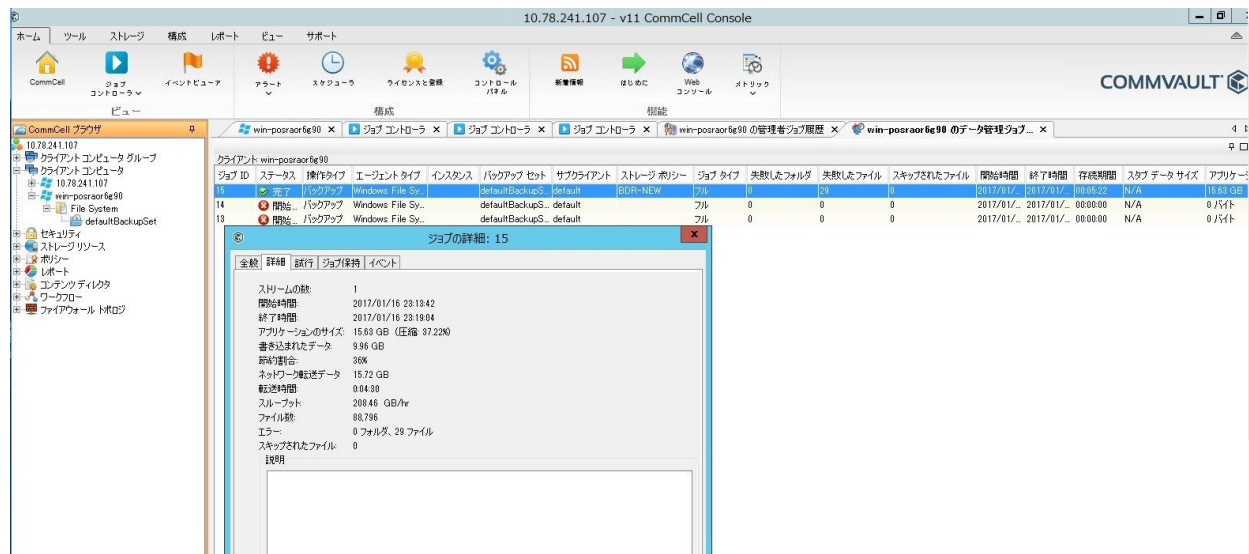 10.78.241.107 - v11 CommCell Console
ホーム ツール ストレージ 構成 レポート ビュー サポート
CommCell ジョブ コントローラ イベントビューア アラート スケジューラ ライセンスと登録 コントロール パネル 新着情報 はじめに Web コンソール メトリック
COMMVAULT
ビュー 構成 機能
CommCell ブラウザ
win-posraor6g90 ジョブ コントローラ ジョブ コントローラ ジョブ コントローラ win-posraor6g90 の管理者ジョブ履歴 win-posraor6g90 のデータ管理ジョブ...
10.78.241.107
クライアント コンピュータ グループ
クライアント コンピュータ
10.78.241.107
win-posraor6g90
File System
defaultBackupSet
セキュリティ
ストレージ リソース
ポリシー
レポート
コンテンツ ディレクタ
ワークフロー
ファイアウォール トポロジ
クライアント win-posraor6g90
ジョブ ID ステータス 操作タイプ エージェント タイプ インスタンス バックアップ セット サブクライアント ストレージ ポリシー ジョブ タイプ 失敗したフォルダ 失敗したファイル スキップされたファイル 開始時間 終了時間 存続期間 スタブ データ サイズ アプリケー
15 完了 バックアップ Windows File Sy... defaultBackupS... default BDR-NEW フル 0 29 0 2017/01/... 2017/01/... 00:05:22 N/A 15.63 GB
14 開始... バックアップ Windows File Sy... defaultBackupS... default フル 0 0 0 2017/01/... 2017/01/... 00:00:00 N/A 0 バイト
13 開始... バックアップ Windows File Sy... defaultBackupS... default フル 0 0 0 2017/01/... 2017/01/... 00:00:00 N/A 0 バイト
ジョブの詳細: 15
全般 詳細 試行 ジョブ保持 イベント
ストリームの数: 1
開始時間: 2017/01/16 23:13:42
終了時間: 2017/01/16 23:19:04
アプリケーションのサイズ: 15.63 GB (圧縮: 37.22%)
書き込まれたデータ: 9.96 GB
節約割合: 36%
ネットワーク転送データ 15.72 GB
転送時間: 0:04:30
スループット: 208.46 GB/hr
ファイル数: 88,796
エラー: 0 フォルダ、29 ファイル
スキップされたファイル: 0
説明